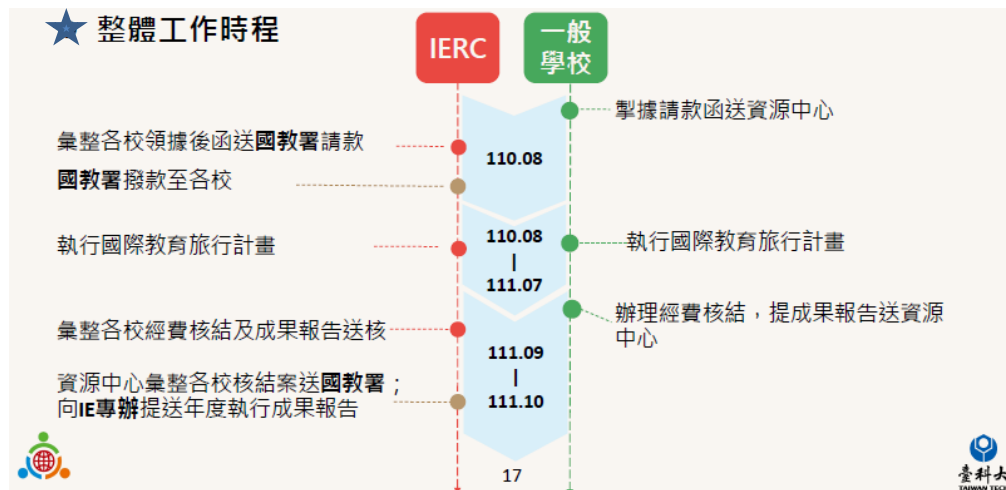 整體工作時程
IERC
一般
學校
掣據請款函送資源中心
彙整各校領據後函送國教署請款
110.08
國教署撥款至各校
110.08
|
111.07
執行國際教育旅行計畫
執行國際教育旅行計畫
辦理經費核結，提成果報告送資源
中心
彙整各校經費核結及成果報告送核
111.09
|
111.10
資源中心彙整各校核結案送國教署；
向IE專辦提送年度執行成果報告
17
臺科大
TAIWAN TECH